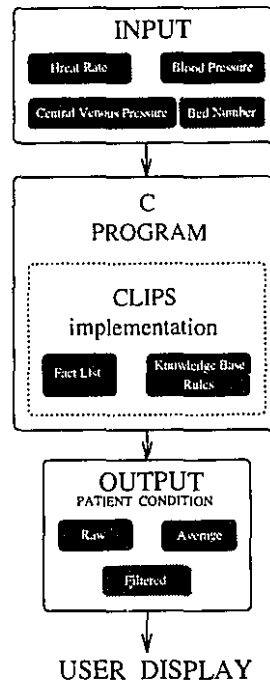 INPUT
Hreat Rate
Blood Pressure
Central Venous Pressure
Bed Number
C
PROGRAM
CLIPS
implementation
Fact List
Knowledge Base
Rules
OUTPUT
PATIENT CONDITION
Raw
Average
Filtered
USER DISPLAY